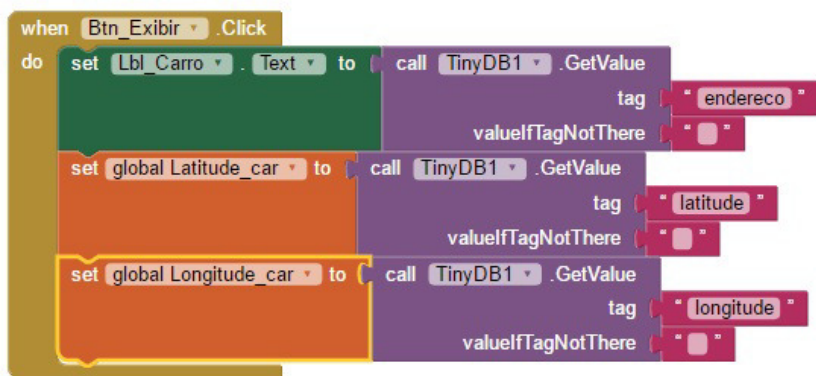 when Btn_Exibir .Click
do set Lbl_Carro . Text to call TinyDB1 .GetValue
tag " endereco "
valueIfTagNotThere " "
set global Latitude_car to call TinyDB1 .GetValue
tag " latitude "
valueIfTagNotThere " "
set global Longitude_car to call TinyDB1 .GetValue
tag " longitude "
valueIfTagNotThere " "